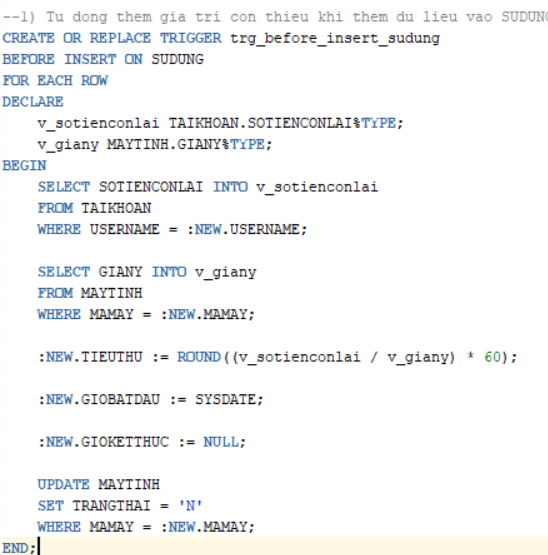 --1) Tu dong them gia tri con thieu khi them du lieu vao SUDUNG
CREATE OR REPLACE TRIGGER trg_before_insert_sudung
BEFORE INSERT ON SUDUNG
FOR EACH ROW
DECLARE
    v_sotienconlai TAIKHOAN.SOTIENCONLAI%TYPE;
    v_giany MAYTINH.GIANY%TYPE;
BEGIN
    SELECT SOTIENCONLAI INTO v_sotienconlai
    FROM TAIKHOAN
    WHERE USERNAME = :NEW.USERNAME;
    SELECT GIANY INTO v_giany
    FROM MAYTINH
    WHERE MAMAY = :NEW.MAMAY;
    :NEW.TIEUTHU := ROUND((v_sotienconlai / v_giany) * 60);
    :NEW.GIOBATDAU := SYSDATE;
    :NEW.GIOKETTHUC := NULL;
    UPDATE MAYTINH
    SET TRANGTHAI = 'N'
    WHERE MAMAY = :NEW.MAMAY;
END;